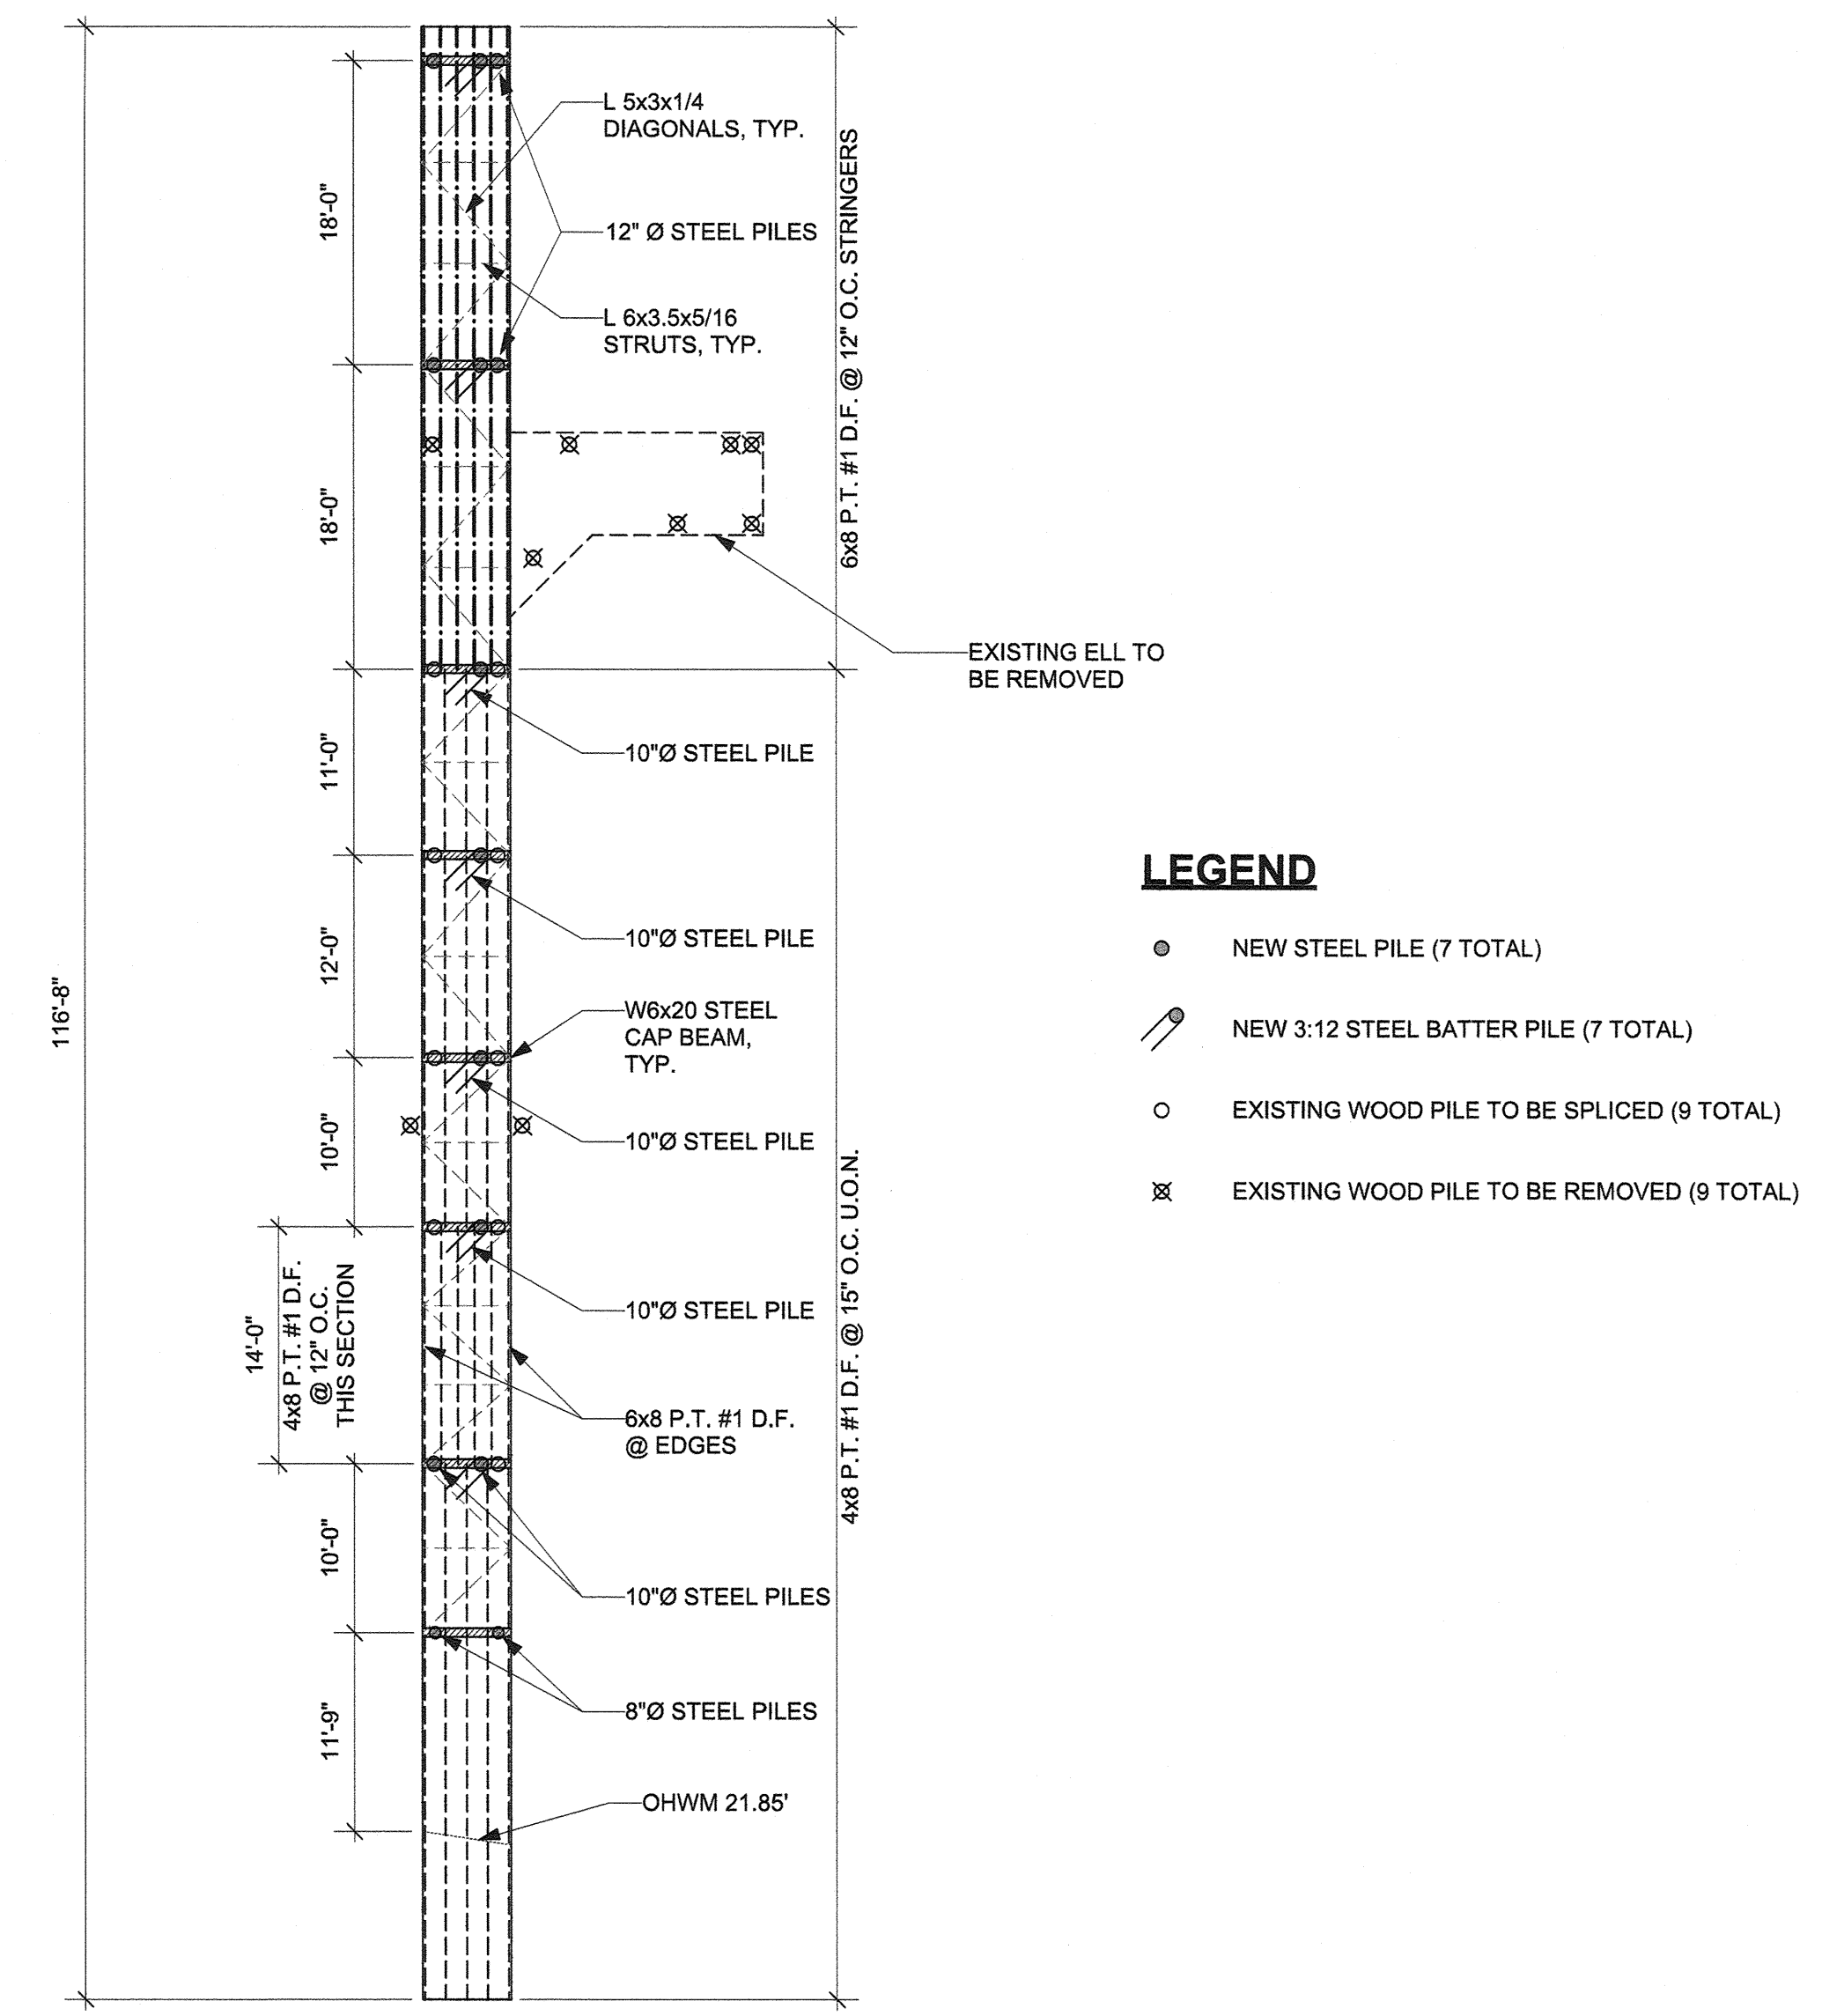 L 5x3x1/4
DIAGONALS, TYP.
18'-0"
12" Ø STEEL PILES
L 6x3.5x5/16
STRUTS, TYP.
6x8 P.T. #1 D.F. @ 12" O.C. STRINGERS
18'-0"
EXISTING ELL TO
BE REMOVED
11'-0"
10"Ø STEEL PILE
12'-0"
10"Ø STEEL PILE
116'-8"
W6x20 STEEL
CAP BEAM,
TYP.
10'-0"
10"Ø STEEL PILE
4x8 P.T. #1 D.F. @ 15" O.C. U.O.N.
14'-0"
4x8 P.T. #1 D.F.
@ 12" O.C.
THIS SECTION
10"Ø STEEL PILE
6x8 P.T. #1 D.F.
@ EDGES
10'-0"
10"Ø STEEL PILES
11'-9"
8"Ø STEEL PILES
OHWM 21.85'
LEGEND
NEW STEEL PILE (7 TOTAL)
NEW 3:12 STEEL BATTER PILE (7 TOTAL)
EXISTING WOOD PILE TO BE SPLICED (9 TOTAL)
EXISTING WOOD PILE TO BE REMOVED (9 TOTAL)